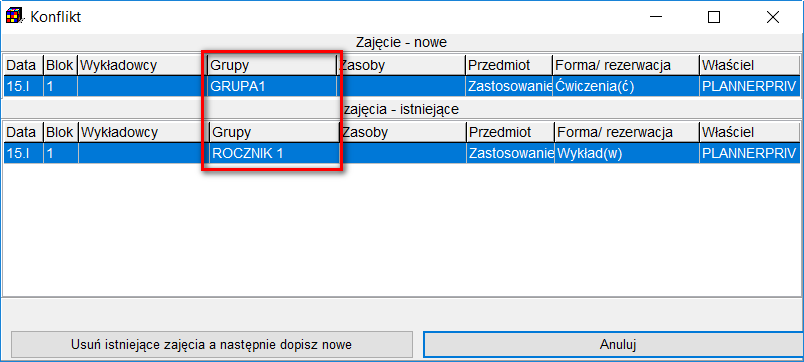 Konflikt
Zajęcie - nowe
Data Blok Wykładowcy Grupy Zasoby Przedmiot Forma/ rezerwacja Właściel
15.I 1 GRUPA1 Zastosowanie Ćwiczenia(ć) PLANNERPRIV
zajęcia - istniejące
Data Blok Wykładowcy Grupy Zasoby Przedmiot Forma/ rezerwacja Właściel
15.I 1 ROCZNIK 1 Zastosowanie Wykład(w) PLANNERPRIV
Usuń istniejące zajęcia a następnie dopisz nowe Anuluj